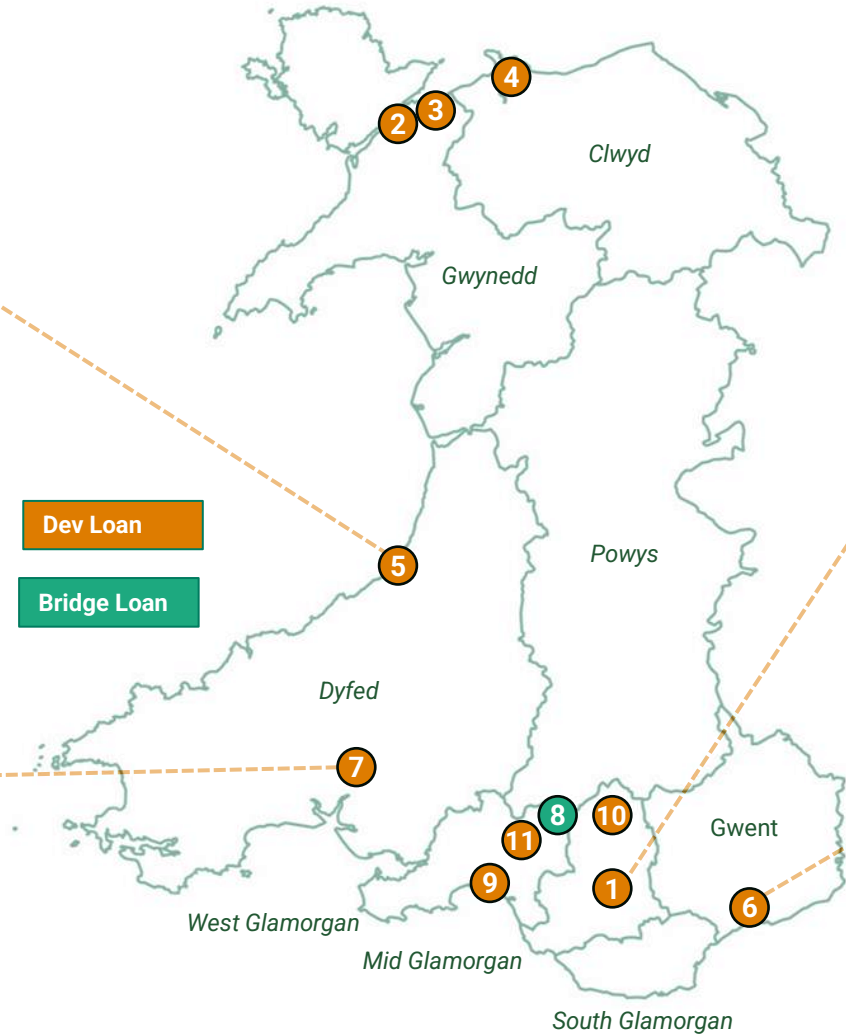 4
3
2
Clwyd
Gwynedd
Dev Loan
Powys
5
Bridge Loan
Dyfed
7
8
10
Gwent
11
9
1
6
West Glamorgan
Mid Glamorgan
South Glamorgan